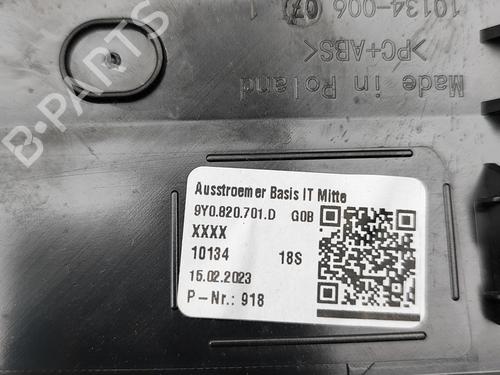 10134-006 07 1
>PC+ABS<
Made in Poland
B-PARTS
Ausstroemer Basis IT Mitte
9Y0.820.701.D G0B
XXXX
10134 18S
15.02.2023
P-Nr.: 918